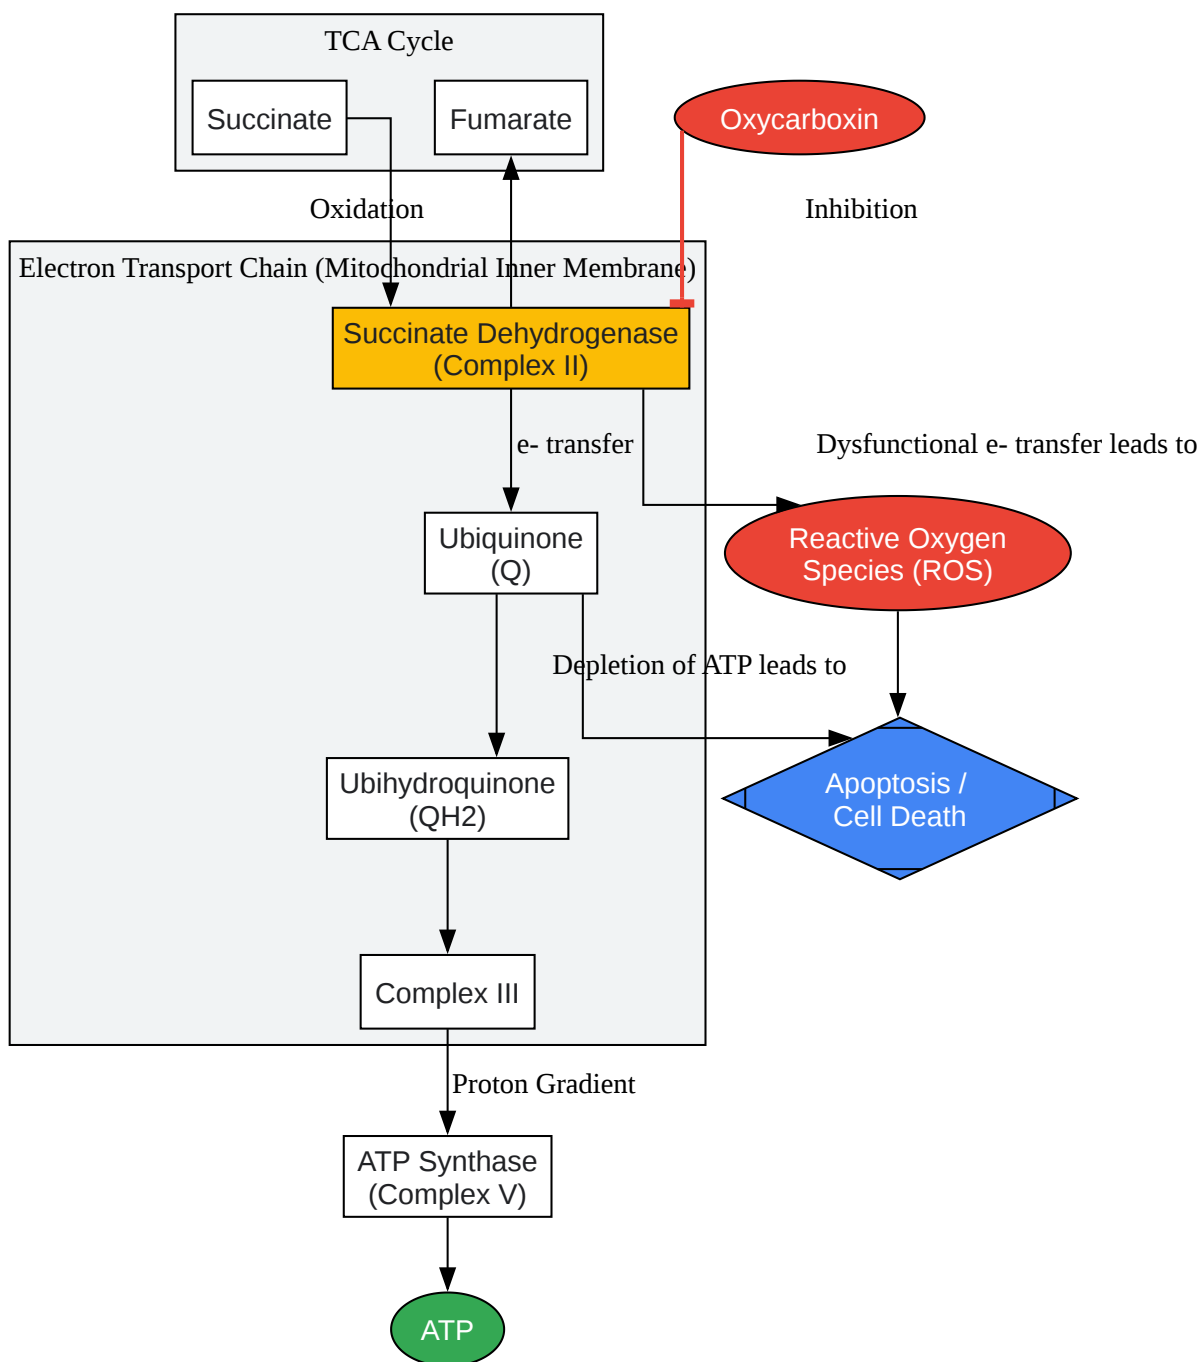 TCA Cycle
Succinate
Fumarate
Oxycarboxin
Oxidation
Inhibition
Electron Transport Chain (Mitochondrial Inner Membrane)
Succinate Dehydrogenase
(Complex II)
e- transfer
Dysfunctional e- transfer leads to
Ubiquinone
(Q)
Reactive Oxygen
Species (ROS)
Depletion of ATP leads to
Ubihydroquinone
(QH2)
Apoptosis /
Cell Death
Complex III
Proton Gradient
ATP Synthase
(Complex V)
ATP